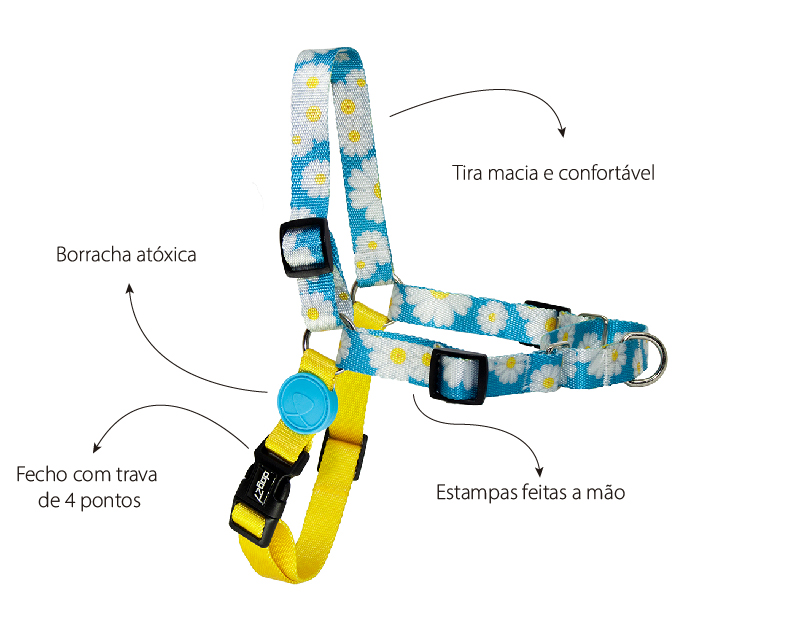 Tira macia e confortável
Borracha atóxica
Fecho com trava
de 4 pontos
Estampas feitas a mão